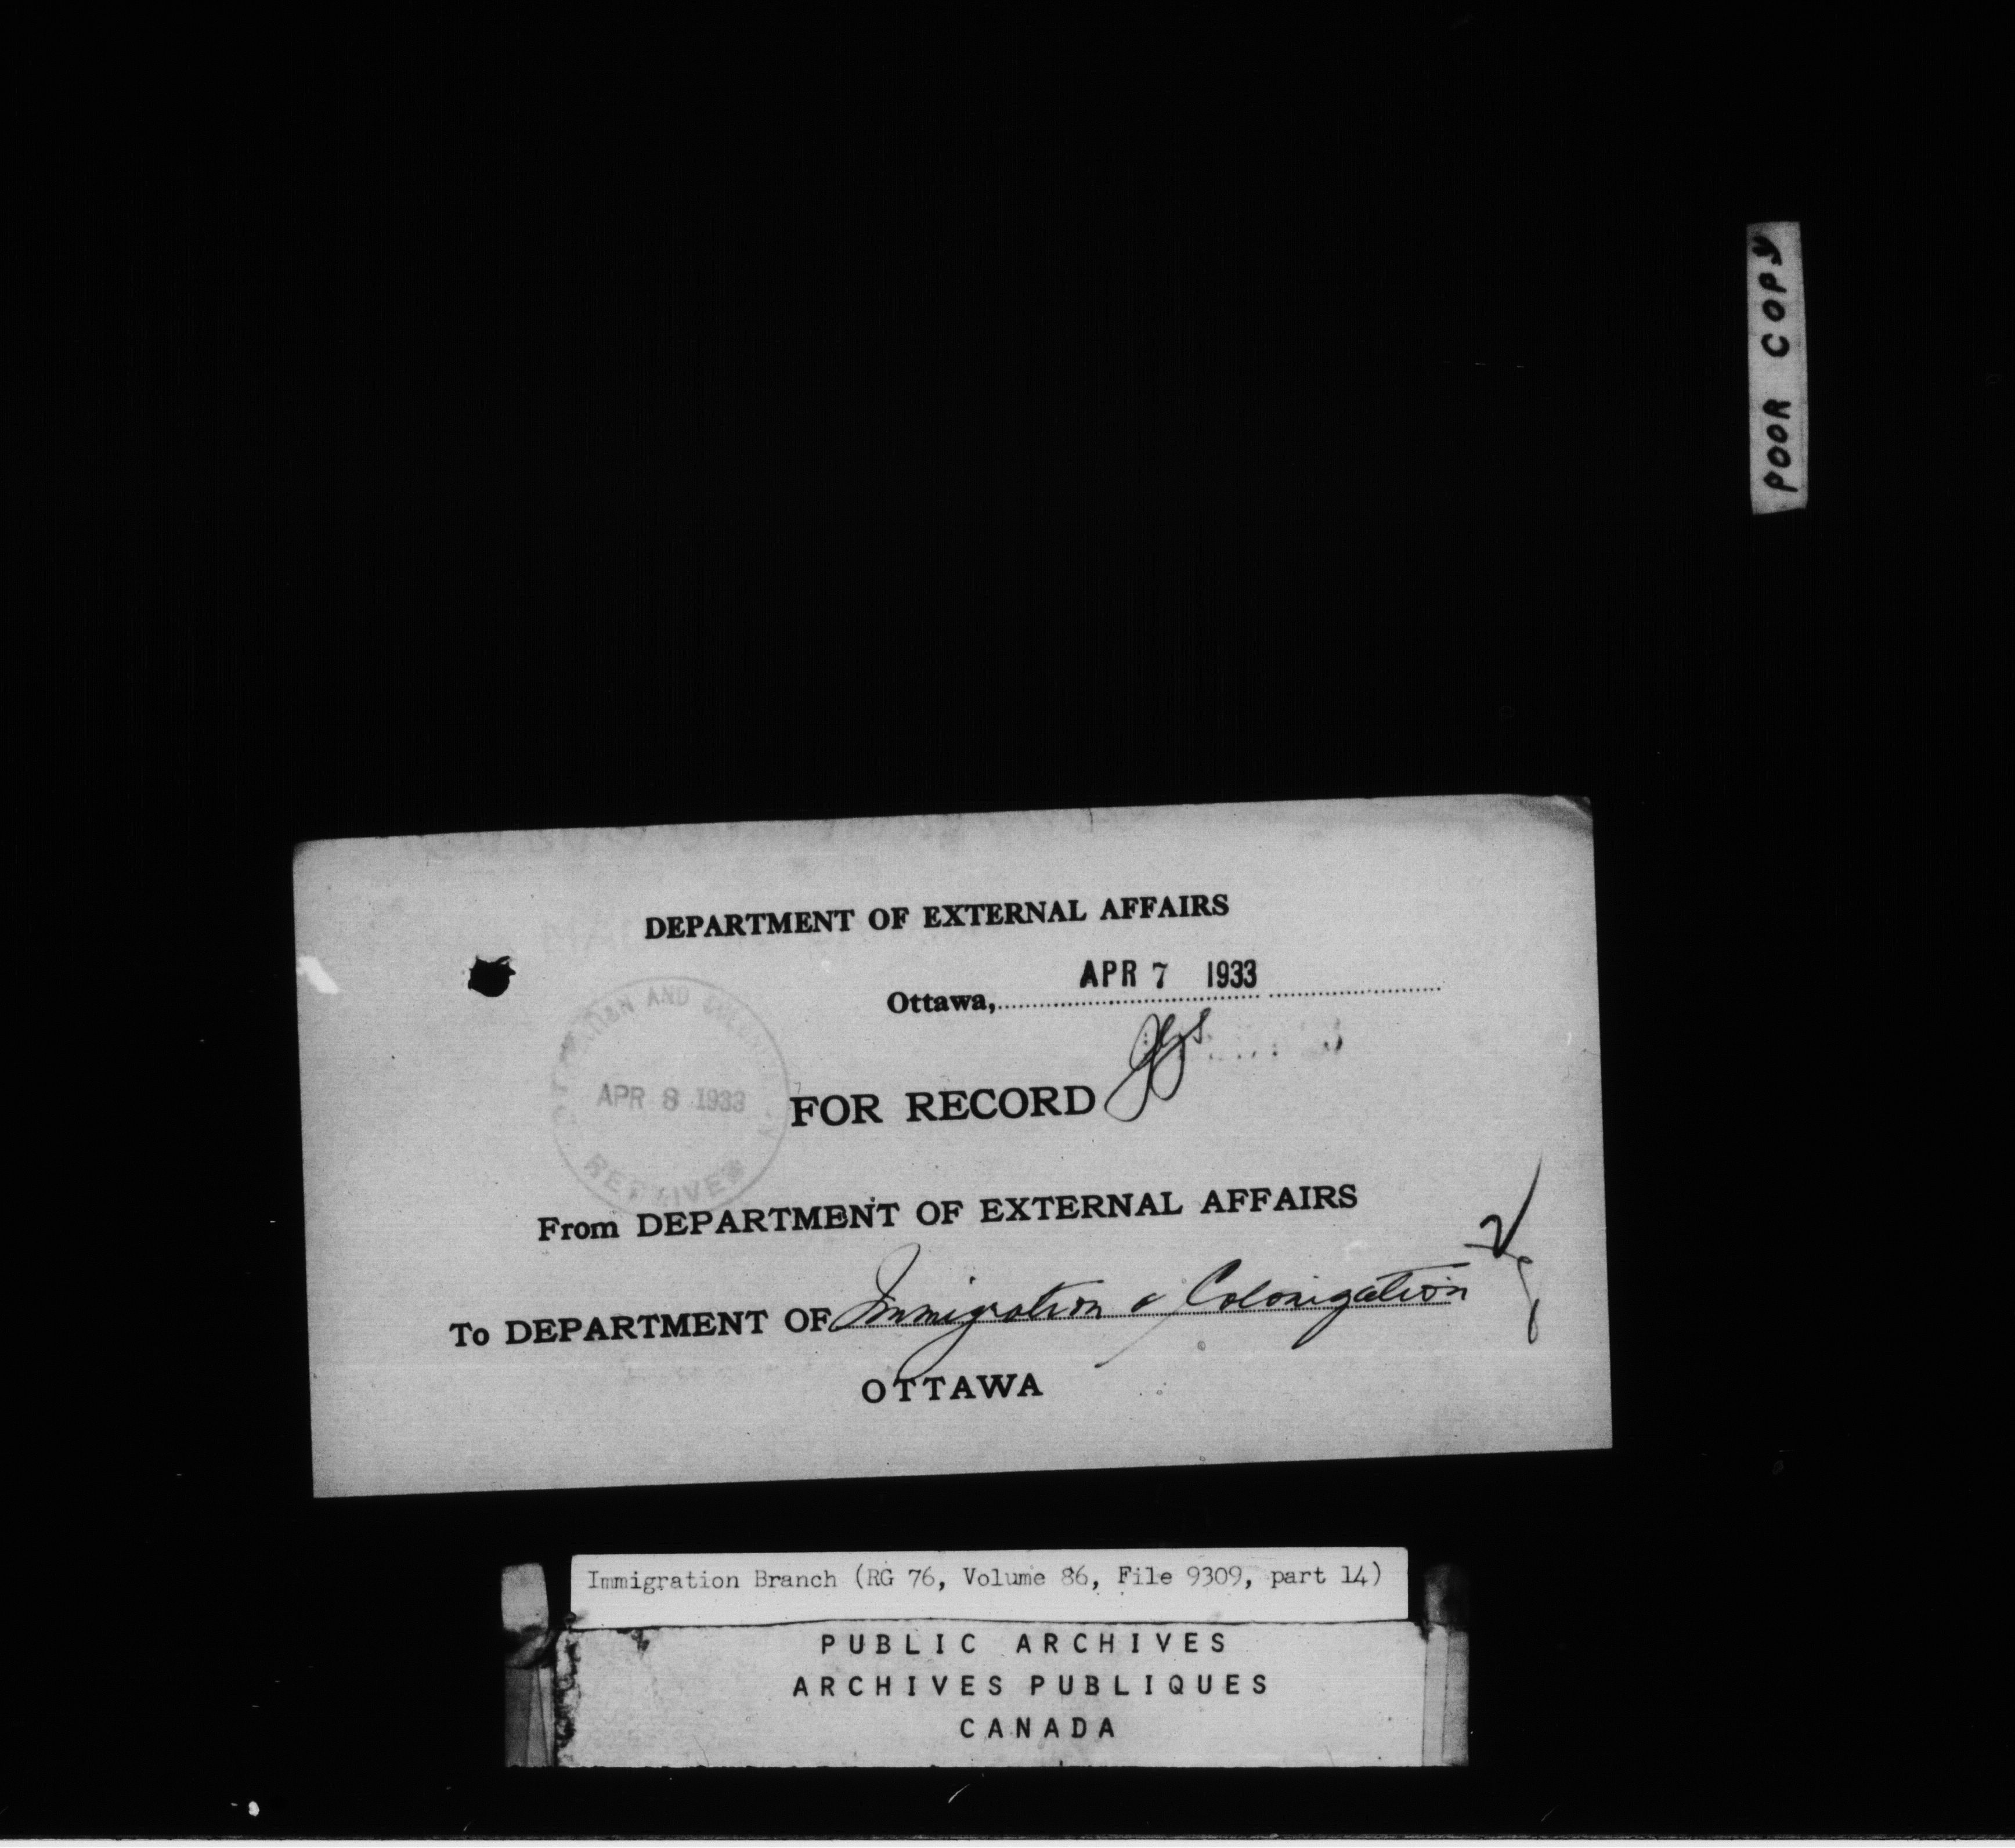 POOR COPY
DEPARTMENT OF EXTERNAL AFFAIRS
APR 7 1933
Ottawa,
APR 8 1933
RECEIVED
FOR RECORD
From DEPARTMENT OF EXTERNAL AFFAIRS
To DEPARTMENT OF Immigration & Colonization
OTTAWA
Immigration Branch (RG 76, Volume 86, File 9309, part 14)
PUBLIC ARCHIVES
ARCHIVES PUBLIQUES
CANADA